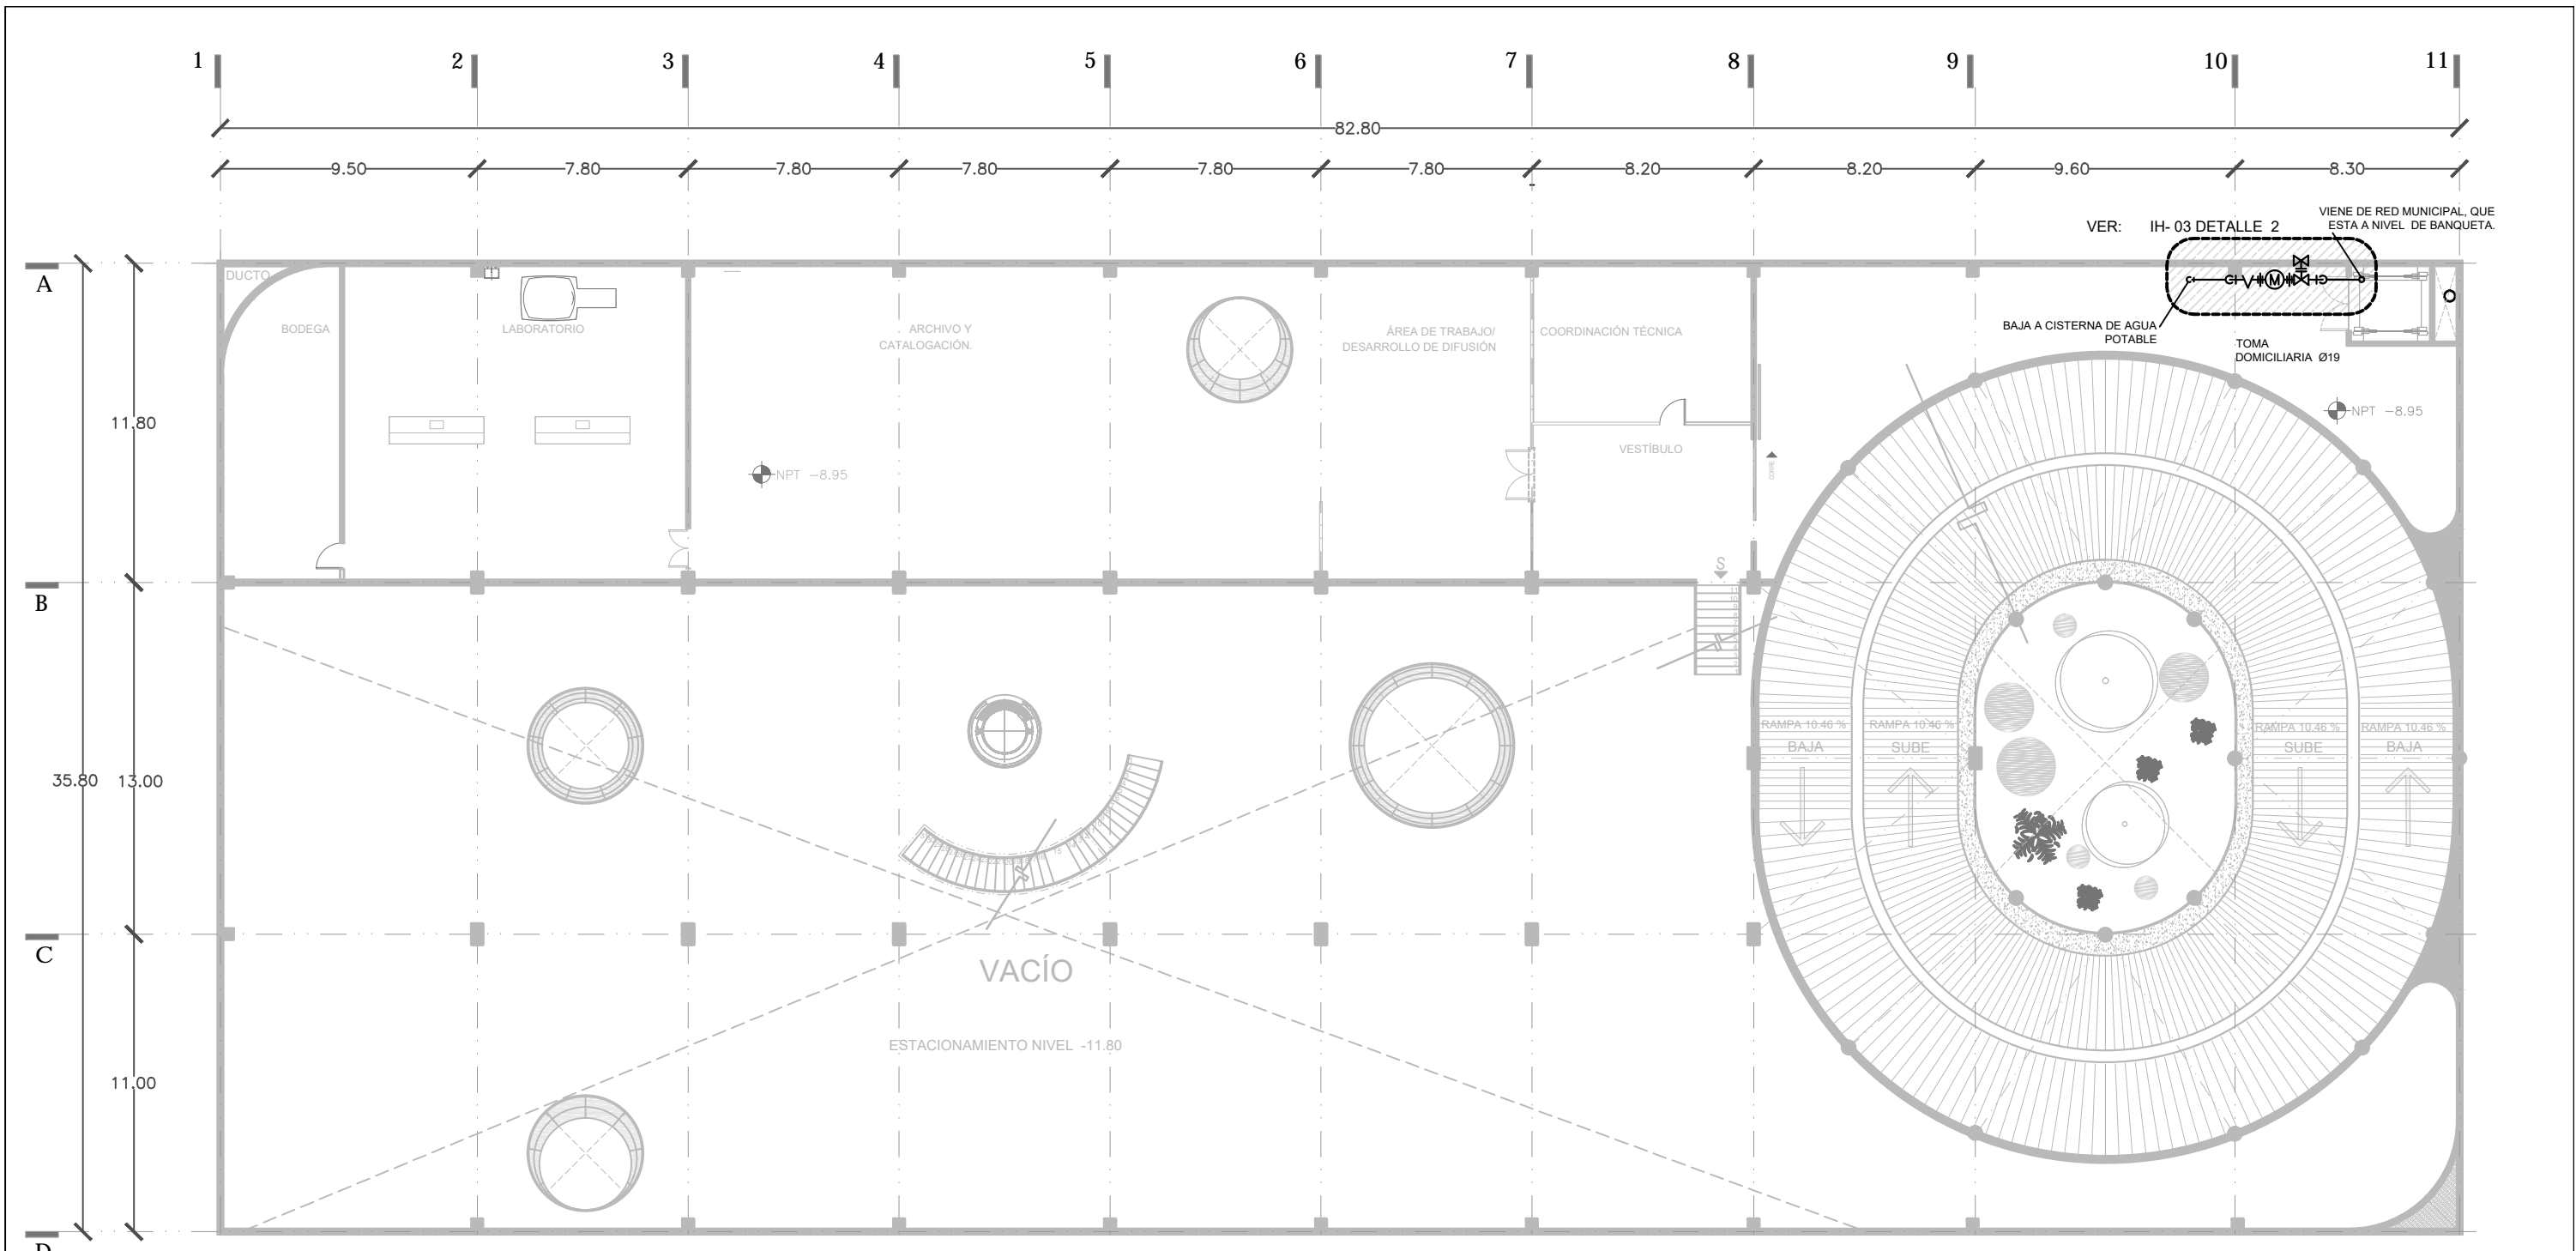 1 2 3 4 5 6 7 8 9 10 11
82.80
9.50 7.80 7.80 7.80 7.80 7.80 8.20 8.20 9.60 8.30
VER: IH- 03 DETALLE 2
VIENE DE RED MUNICIPAL, QUE
ESTA A NIVEL DE BANQUETA.
A
DUCTO
M
BODEGA
LABORATORIO
ARCHIVO Y
CATALOGACIÓN.
ÁREA DE TRABAJO/
DESARROLLO DE DIFUSIÓN
COORDINACIÓN TÉCNICA
BAJA A CISTERNA DE AGUA
POTABLE
TOMA
DOMICILIARIA Ø19
NPT -8.95
11.80
VESTÍBULO
CORRE
NPT -8.95
S
B
RAMPA 10.46 %
BAJA
RAMPA 10.46 %
SUBE
RAMPA 10.46 %
SUBE
RAMPA 10.46 %
BAJA
35.80
13.00
C
VACÍO
ESTACIONAMIENTO NIVEL -11.80
11.00
D